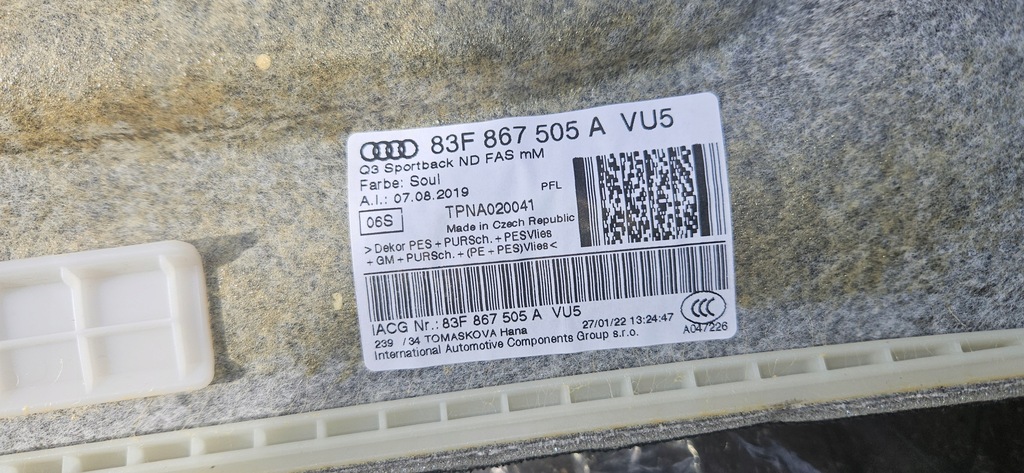 83F 867 505 A VU5
Q3 Sportback ND FAS mM
Farbe: Soul
A.I.: 07.08.2019
PFL
06S
TPNA020041
Made in Czech Republic
>Dekor PES+PURSch.+PESVlies
+GM+PURSch.+(PE+PES)Vlies<
IACG Nr.: 83F 867 505 A VU5
239 /34 TOMASKOVA Hana
27/01/22 13:24:47
International Automotive Components Group s.r.o.
CCC
A047226